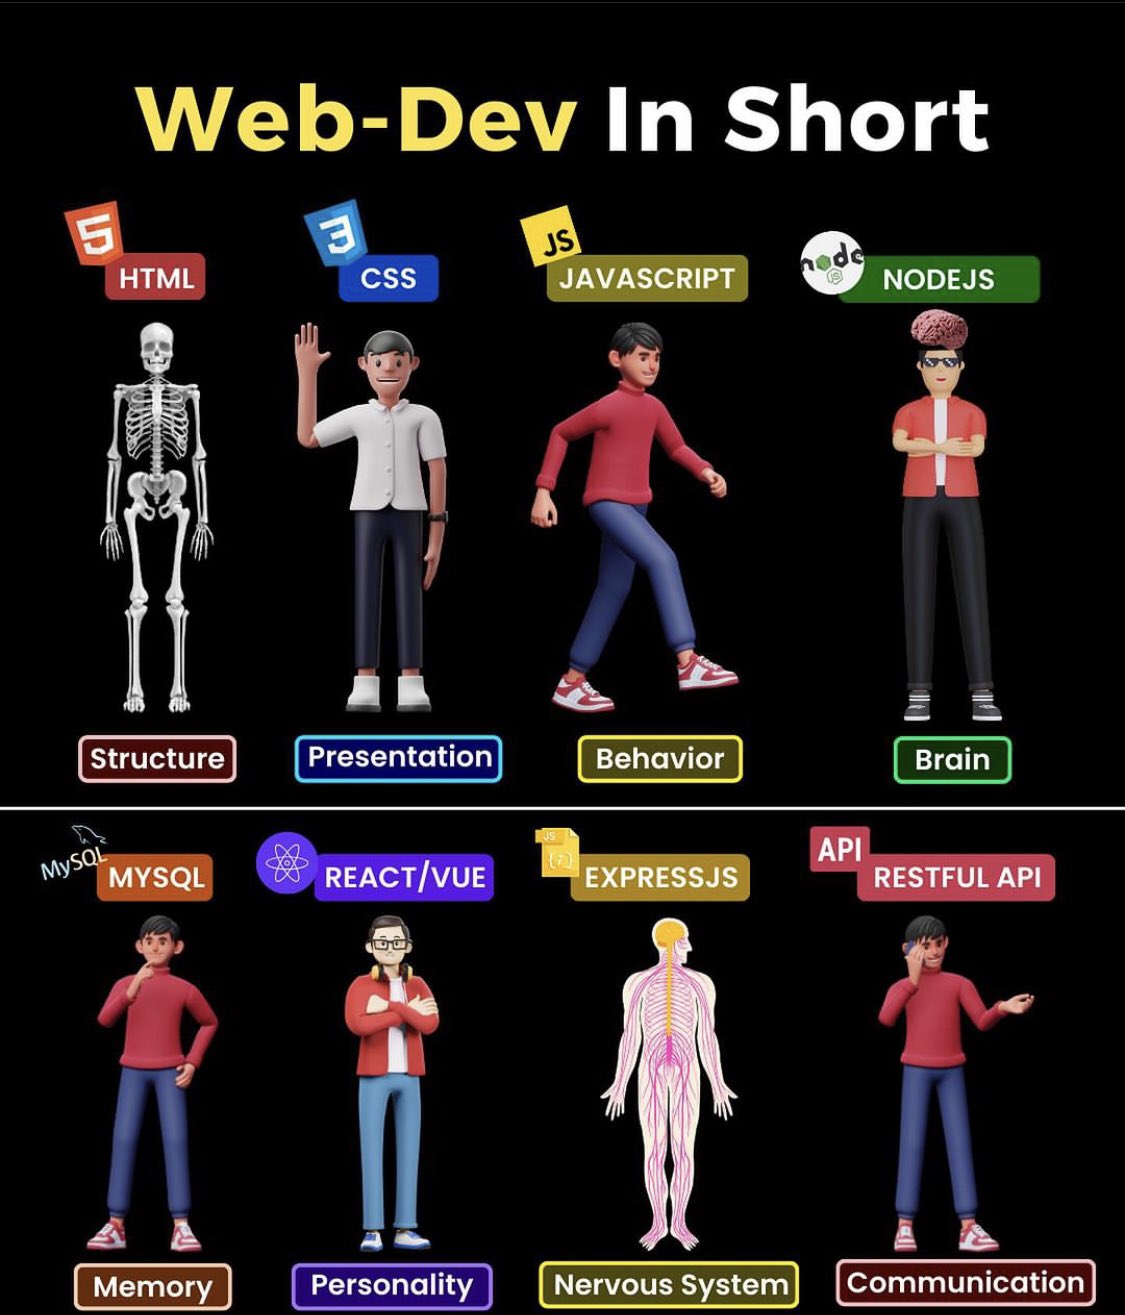 Web-Dev In Short
5
HTML
3
CSS
JS
JAVASCRIPT
node
JS
NODEJS
Structure
Presentation
Behavior
Brain
MySQL
MYSQL
REACT/VUE
JS
{;}
EXPRESSJS
API
RESTFUL API
Memory
Personality
Nervous System
Communication